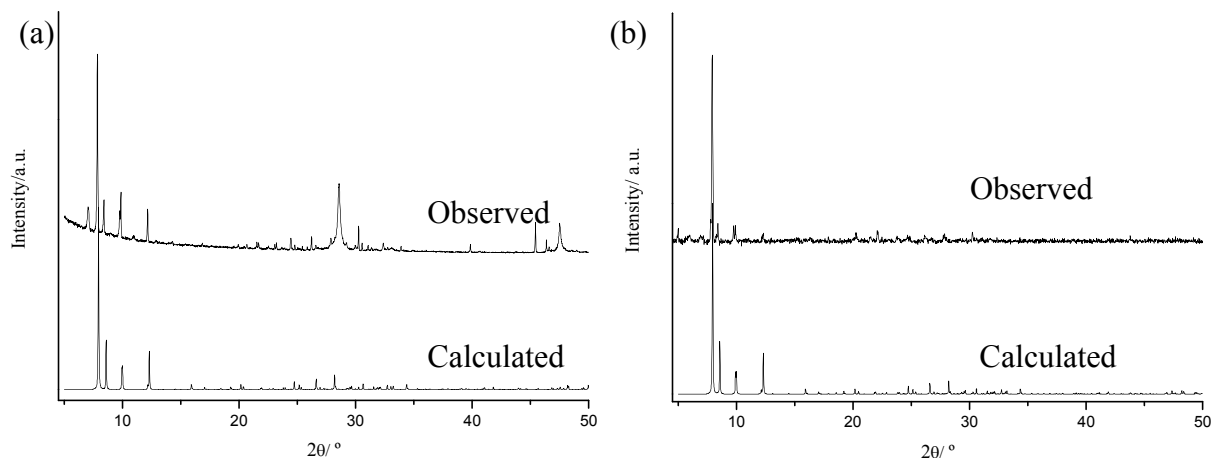 (a)
Intensity/a.u.
Observed
Calculated
10
20
30
40
50
2θ/ º
(b)
Intensity/ a.u.
Observed
Calculated
10
20
30
40
50
2θ/ º